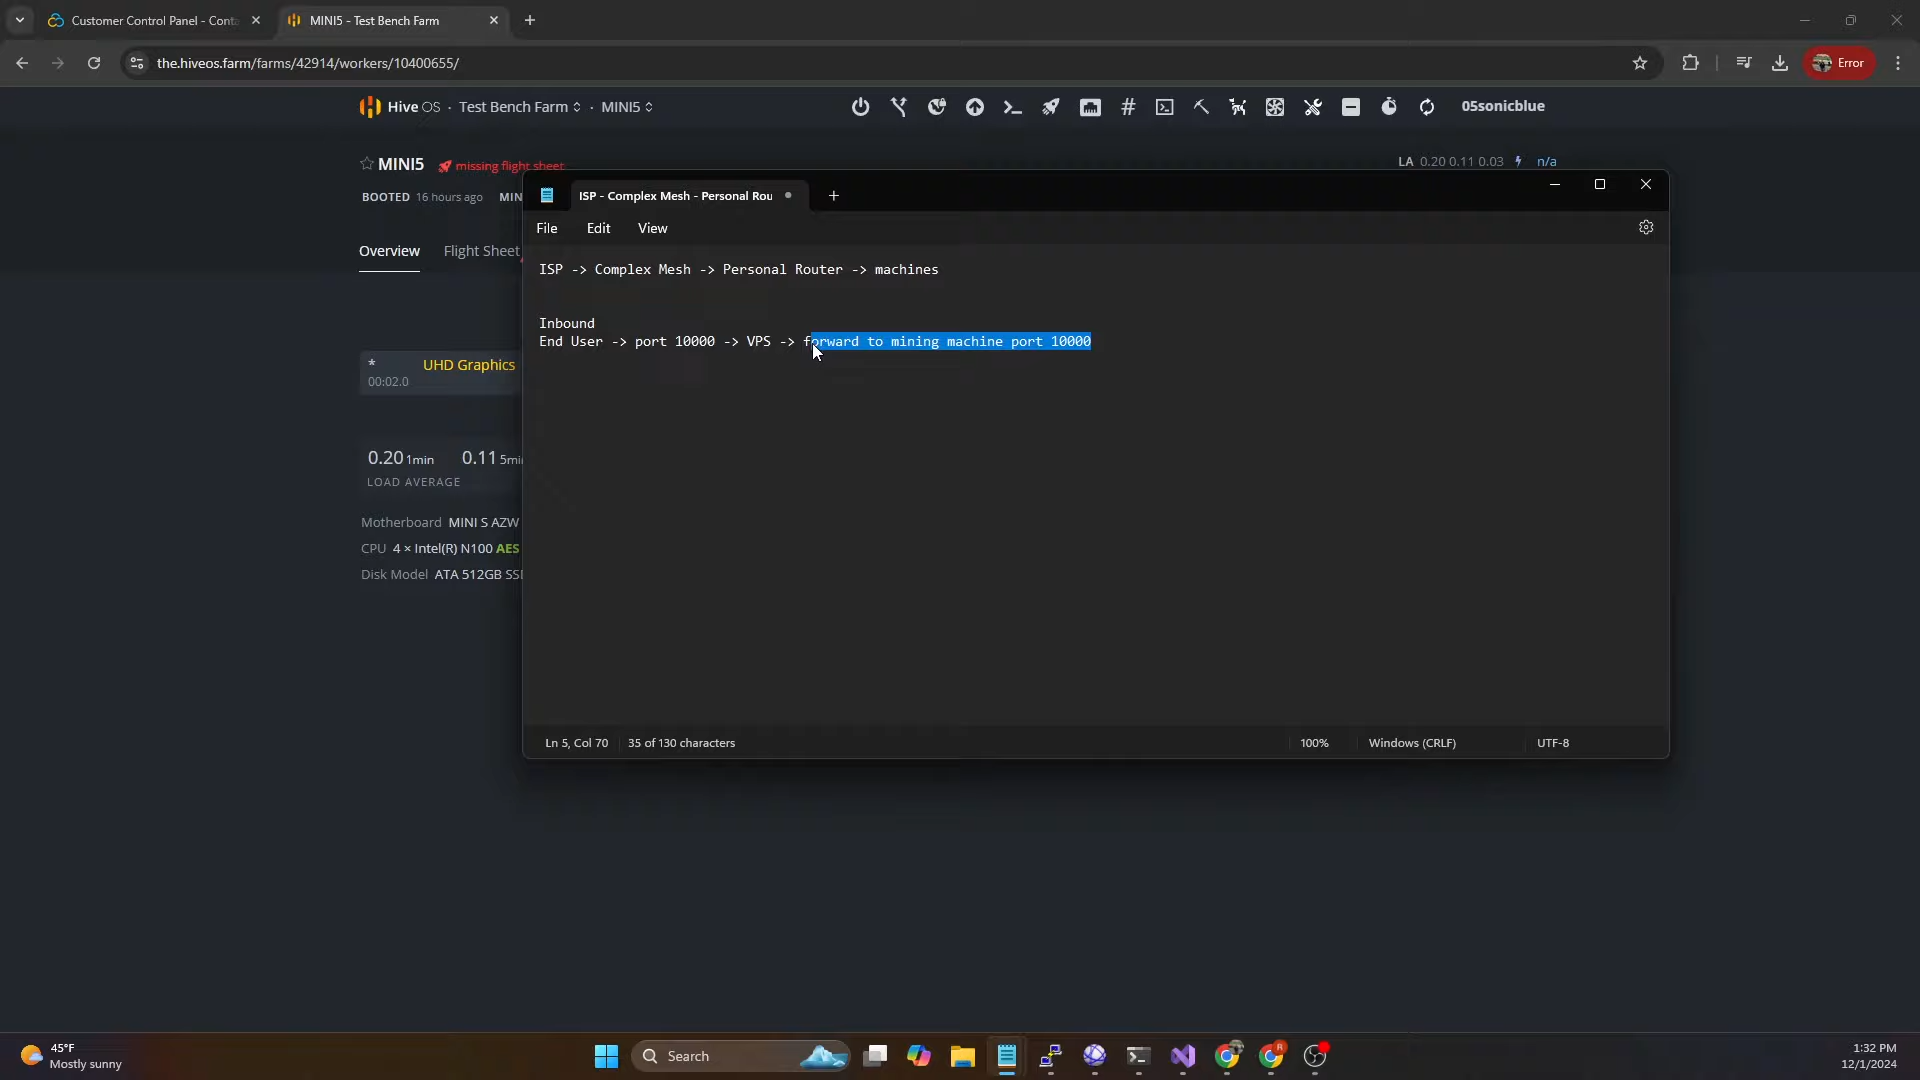 Customer Control Panel - Conta
MINI5 - Test Bench Farm
the.hiveos.farm/farms/42914/workers/10400655/
Error
Hive OS · Test Bench Farm · MINI5
05sonicblue
MINI5 missing flight sheet
LA 0.20 0.11 0.03 n/a
BOOTED 16 hours ago MIN
ISP - Complex Mesh - Personal Rou
File Edit View
Overview Flight Sheet
ISP -> Complex Mesh -> Personal Router -> machines
Inbound
End User -> port 10000 -> VPS -> forward to mining machine port 10000
* UHD Graphics
00:02.0
0.20 1min 0.11 5min
LOAD AVERAGE
Motherboard MINI S AZW
CPU 4 × Intel(R) N100 AES
Disk Model ATA 512GB SSD
Ln 5, Col 70 35 of 130 characters 100% Windows (CRLF) UTF-8
45°F
Mostly sunny
Search
R
1:32 PM
12/1/2024